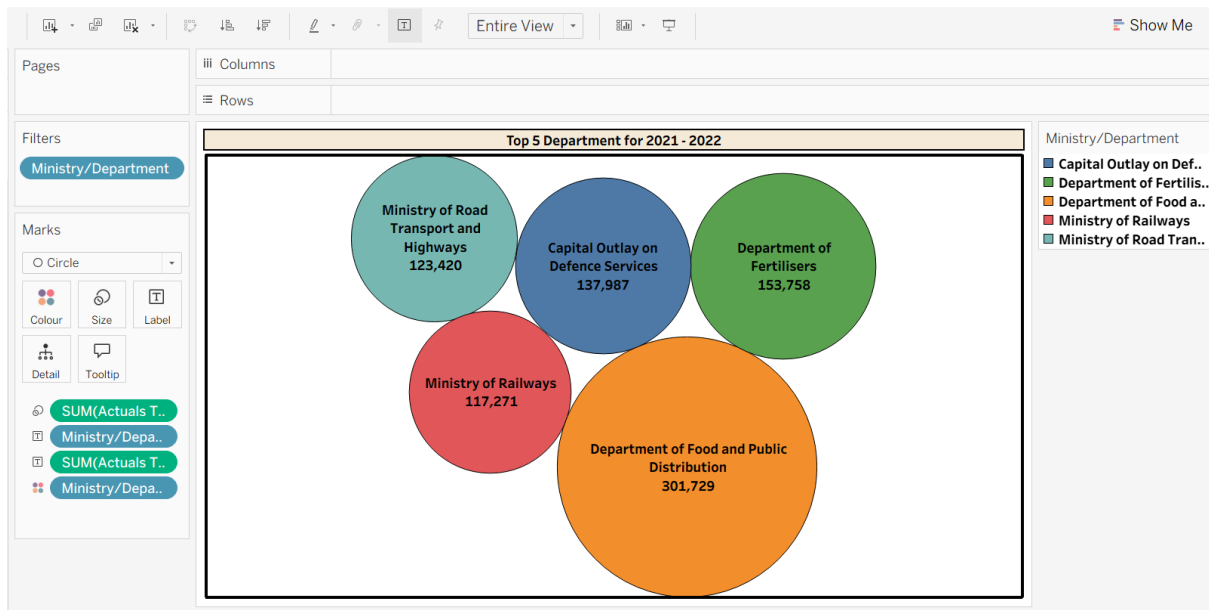 Entire View
Show Me
Pages
iii Columns
Rows
Filters
Ministry/Department
Marks
Circle
Colour
Size
Label
Detail
Tooltip
SUM(Actuals T..
Ministry/Depa..
SUM(Actuals T..
Ministry/Depa..
Top 5 Department for 2021 - 2022
Ministry of Road
Transport and
Highways
123,420
Capital Outlay on
Defence Services
137,987
Department of
Fertilisers
153,758
Ministry of Railways
117,271
Department of Food and Public
Distribution
301,729
Ministry/Department
Capital Outlay on Def..
Department of Fertilis..
Department of Food a..
Ministry of Railways
Ministry of Road Tran..